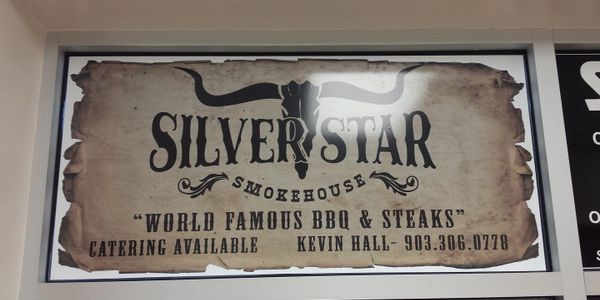 SILVER STAR
SMOKEHOUSE
"WORLD FAMOUS BBQ & STEAKS"
CATERING AVAILABLE KEVIN HALL- 903.306.0778